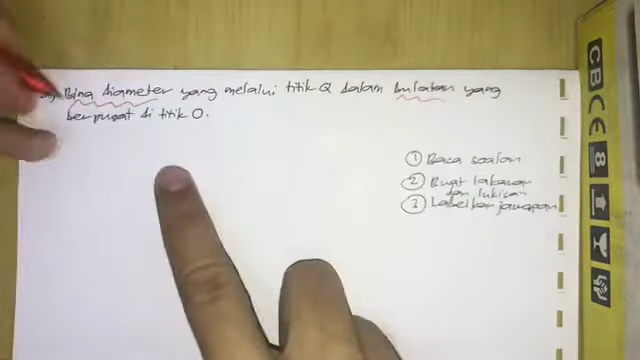 Bina diameter yang melalui titik Q dalam bulatan yang
berpusat di titik O.
① Baca soalan
② Buat lakaran
dan lukisan
③ Labelkan jawapan
CBCE8